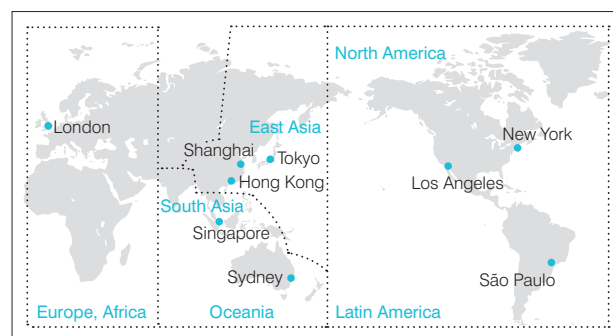 North America
London
East Asia
New York
Shanghai
Tokyo
Los Angeles
Hong Kong
South Asia
Singapore
Sydney
São Paulo
Europe, Africa
Oceania
Latin America